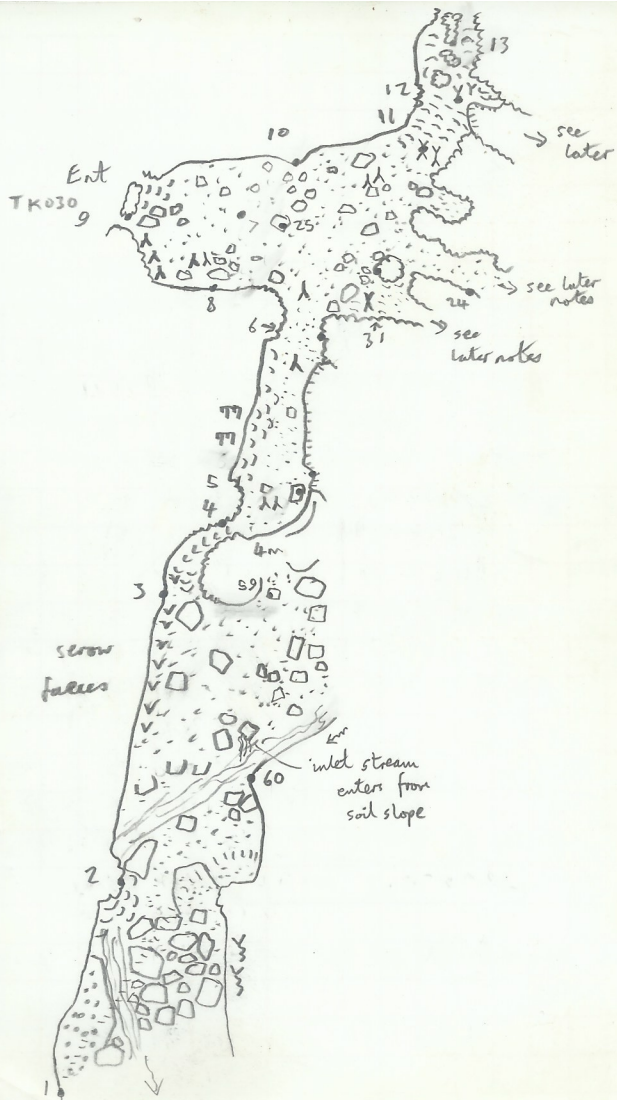 13
12
11
see
later
10
Ent
TK030
9
7
25
8
see later
notes
24
6
31
see
later notes
5
4
4m
165
3
serow
faeces
inlet stream
enters from
soil slope
60
2
1